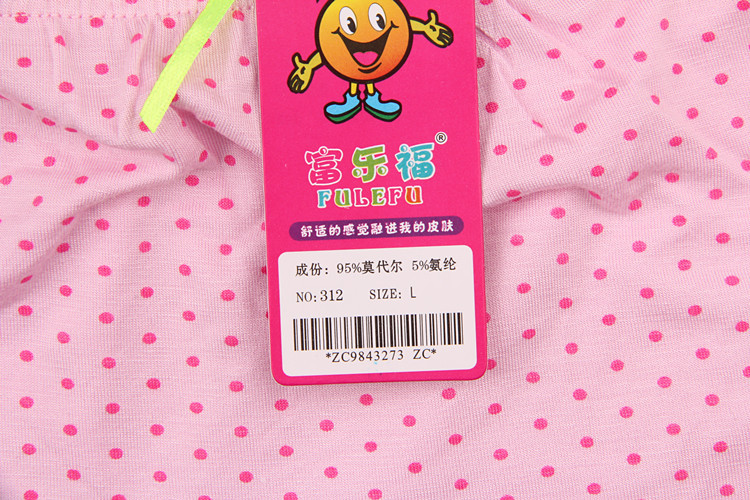 富乐福®
FULEFU
舒适的感觉融进我的皮肤
成份: 95%莫代尔 5%氨纶
NO:312 SIZE: L
*ZC9843273 ZC*